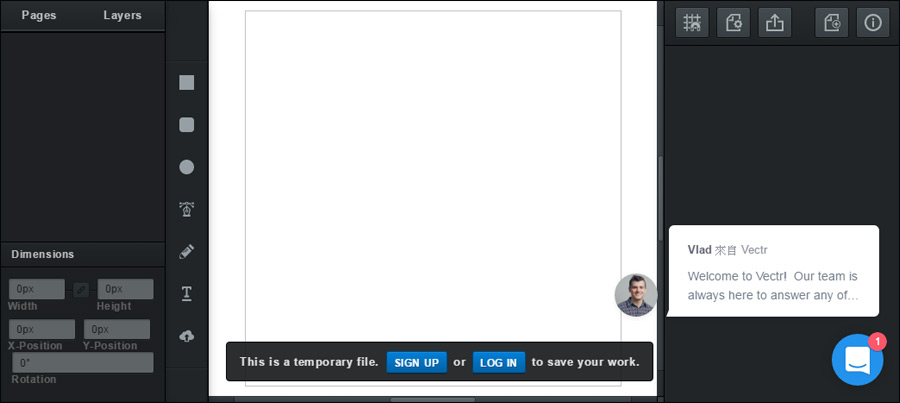 Pages
Layers
Dimensions
0px
0px
Width
Height
0px
0px
X-Position
Y-Position
0°
Rotation
This is a temporary file. SIGN UP or LOG IN to save your work.
Vlad 來自 Vectr
Welcome to Vectr!  Our team is
always here to answer any of...
1